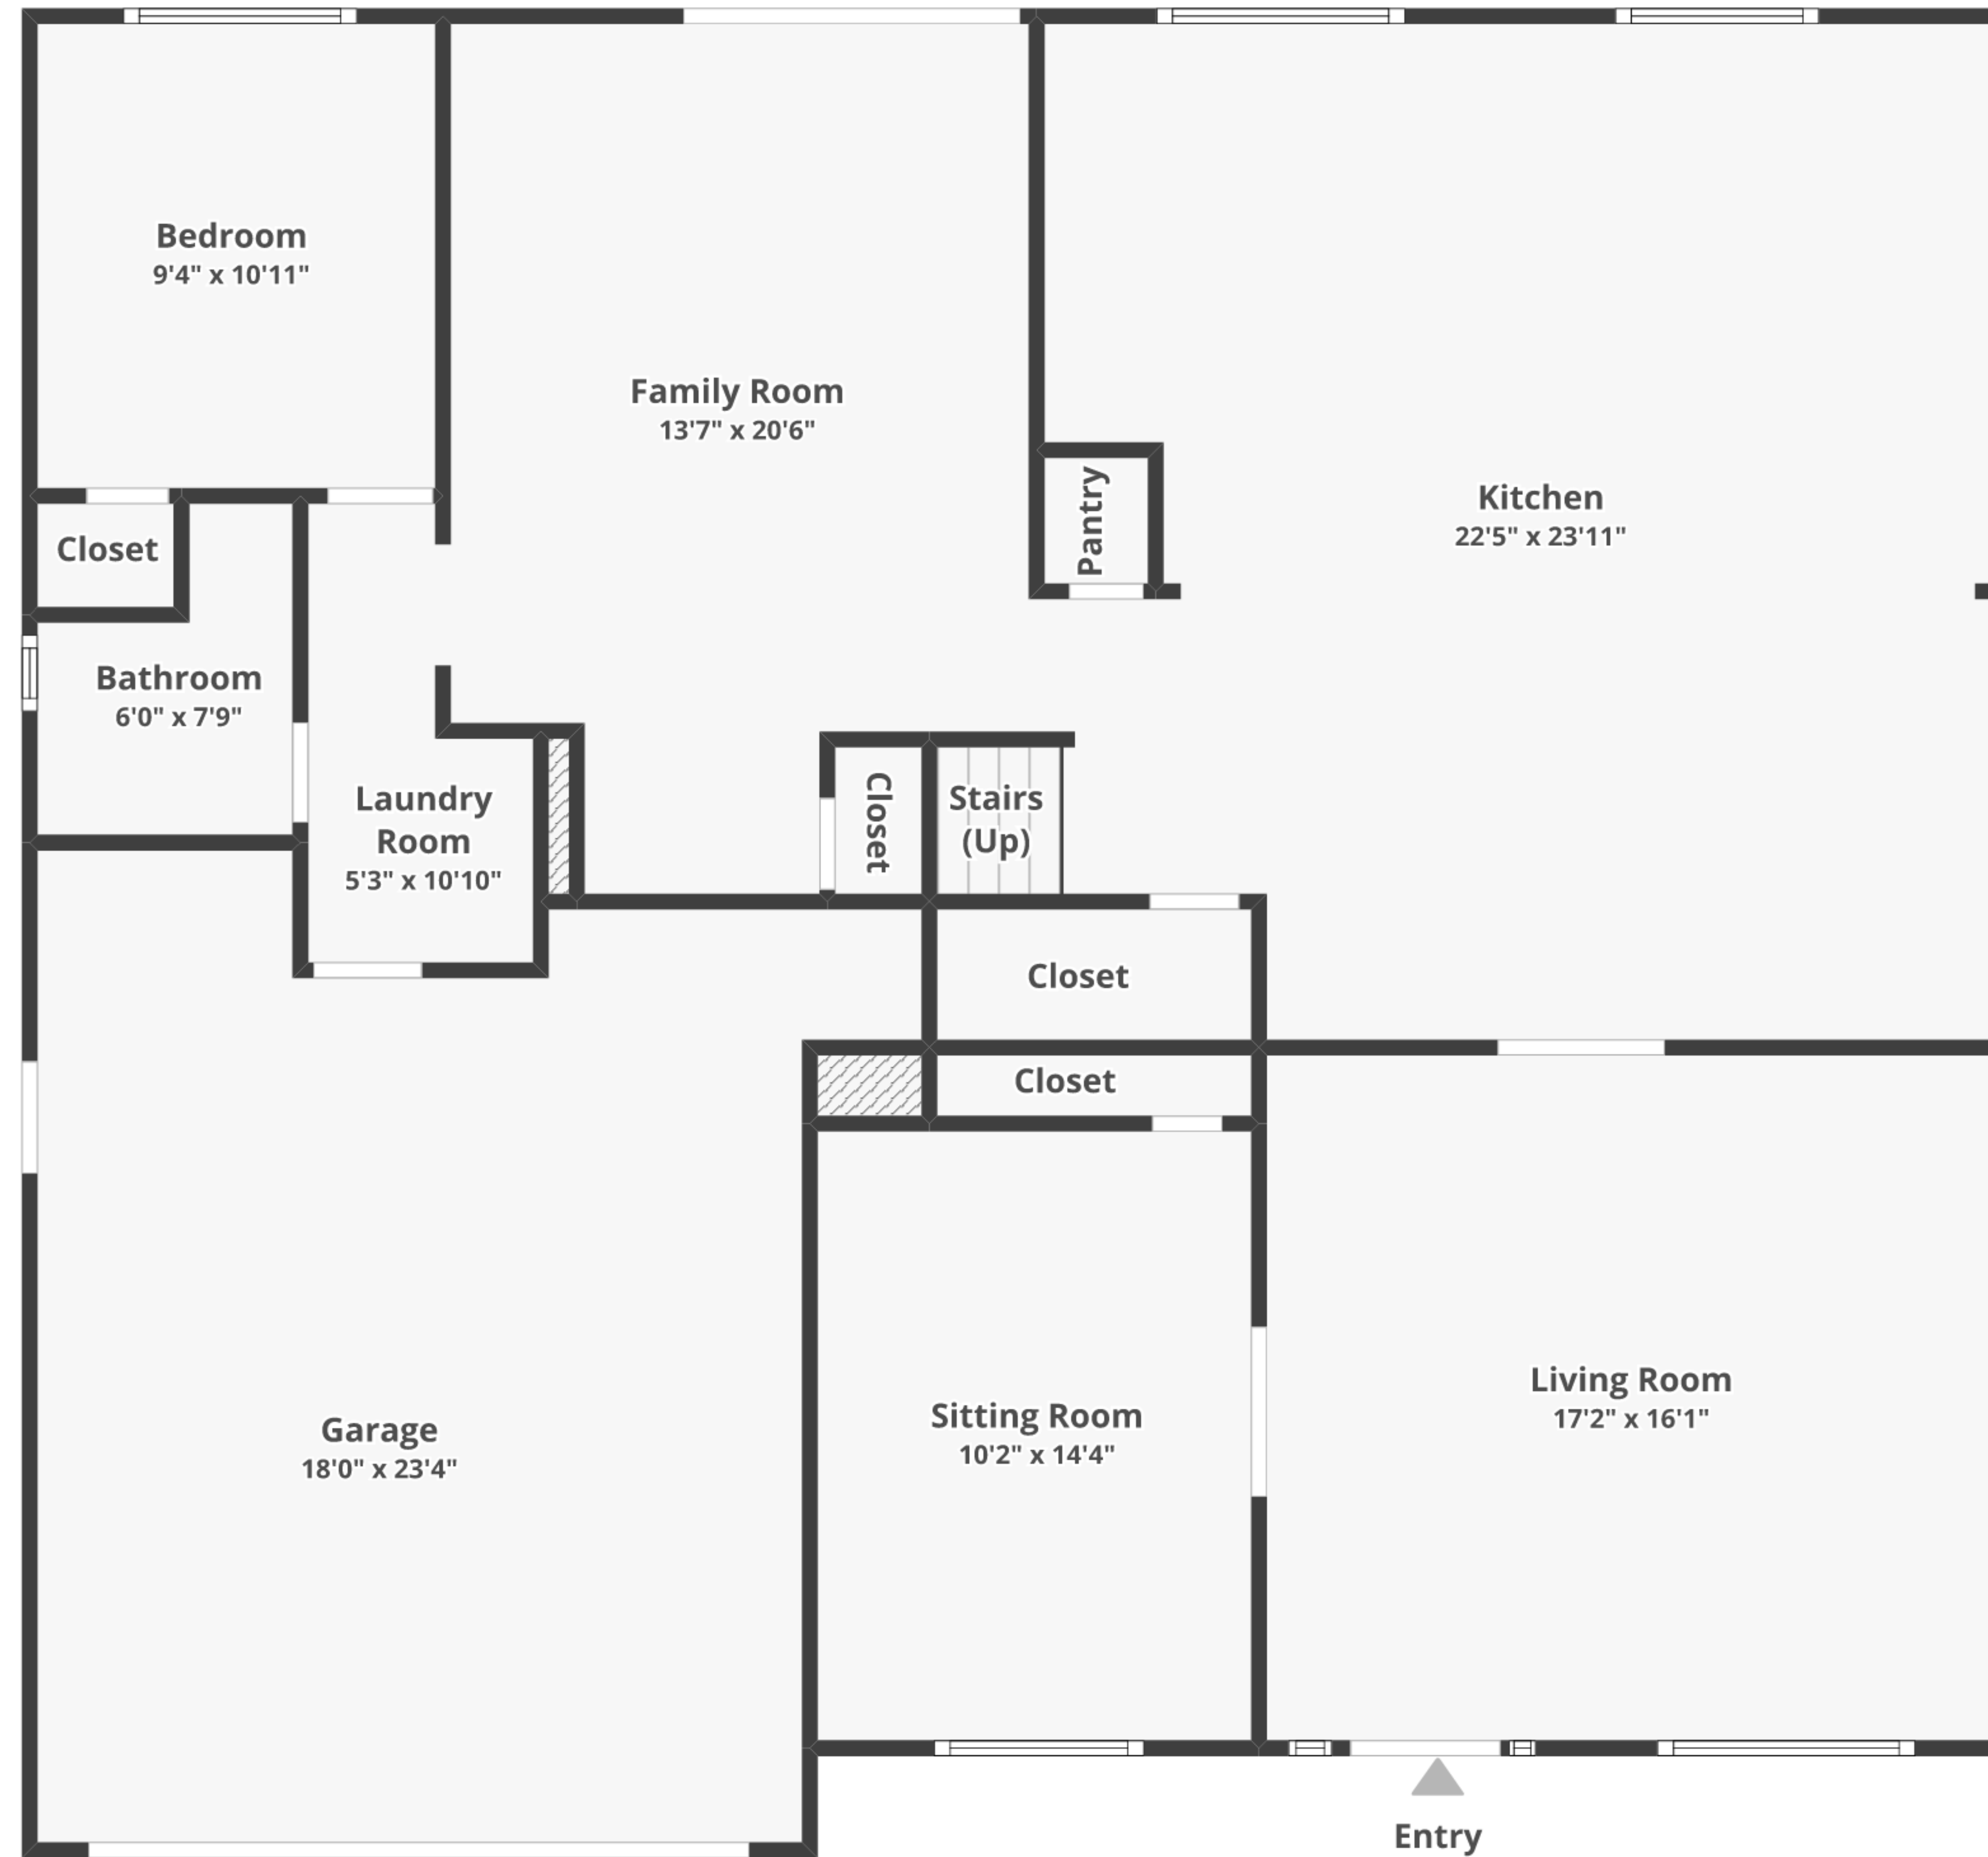 Bedroom
9'4" x 10'11"
Family Room
13'7" x 20'6"
Pantry
Kitchen
22'5" x 23'11"
Closet
Bathroom
6'0" x 7'9"
Laundry
Room
5'3" x 10'10"
Closet
Stairs
(Up)
Closet
Closet
Garage
18'0" x 23'4"
Sitting Room
10'2" x 14'4"
Living Room
17'2" x 16'1"
Entry